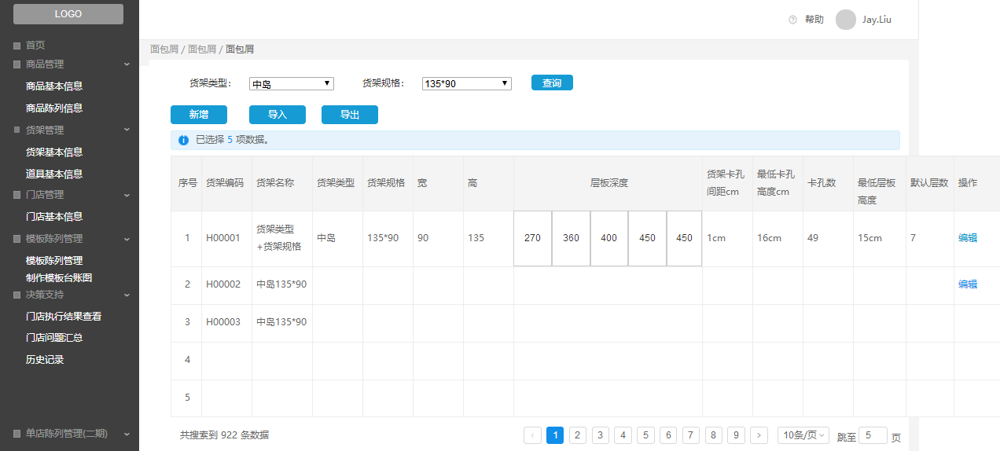 LOGO
帮助 Jay.Liu
首页
商品管理
商品基本信息
商品陈列信息
货架管理
货架基本信息
道具基本信息
门店管理
门店基本信息
模板陈列管理
模板陈列管理
制作模板台账图
决策支持
门店执行结果查看
门店问题汇总
历史记录
单店陈列管理(二期)
面包屑 / 面包屑 / 面包屑
货架类型: 中岛 货架规格: 135*90 查询
新增 导入 导出
已选择 5 项数据。
序号 货架编码 货架名称 货架类型 货架规格 宽 高 层板深度 货架卡孔间距cm 最低卡孔高度cm 卡孔数 最低层板高度 默认层数 操作
1 H00001 货架类型+货架规格 中岛 135*90 90 135 270 360 400 450 450 1cm 16cm 49 15cm 7 编辑
2 H00002 中岛135*90 编辑
3 H00003 中岛135*90
4
5
共搜索到 922 条数据 1 2 3 4 5 6 7 8 9 10条/页 跳至 5 页